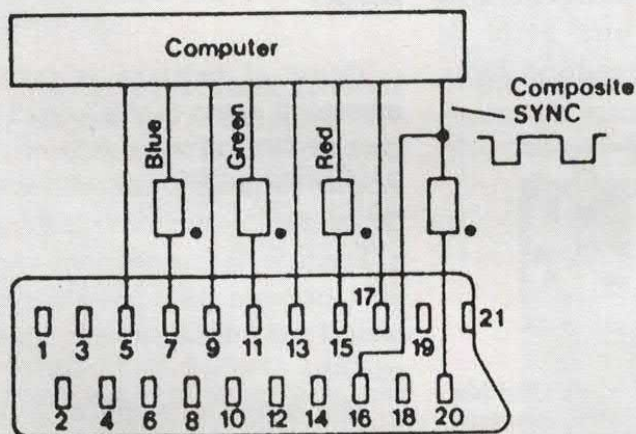 Computer
Composite
SYNC
Blue
Green
Red
17
21
1 3 5 7 9 11 13 15 19
2 4 6 8 10 12 14 16 18 20